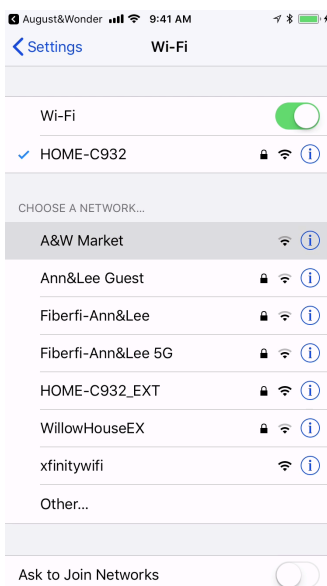 August&Wonder 9:41 AM
Settings Wi-Fi
Wi-Fi
HOME-C932
CHOOSE A NETWORK...
A&W Market
Ann&Lee Guest
Fiberfi-Ann&Lee
Fiberfi-Ann&Lee 5G
HOME-C932_EXT
WillowHouseEX
xfinitywifi
Other...
Ask to Join Networks